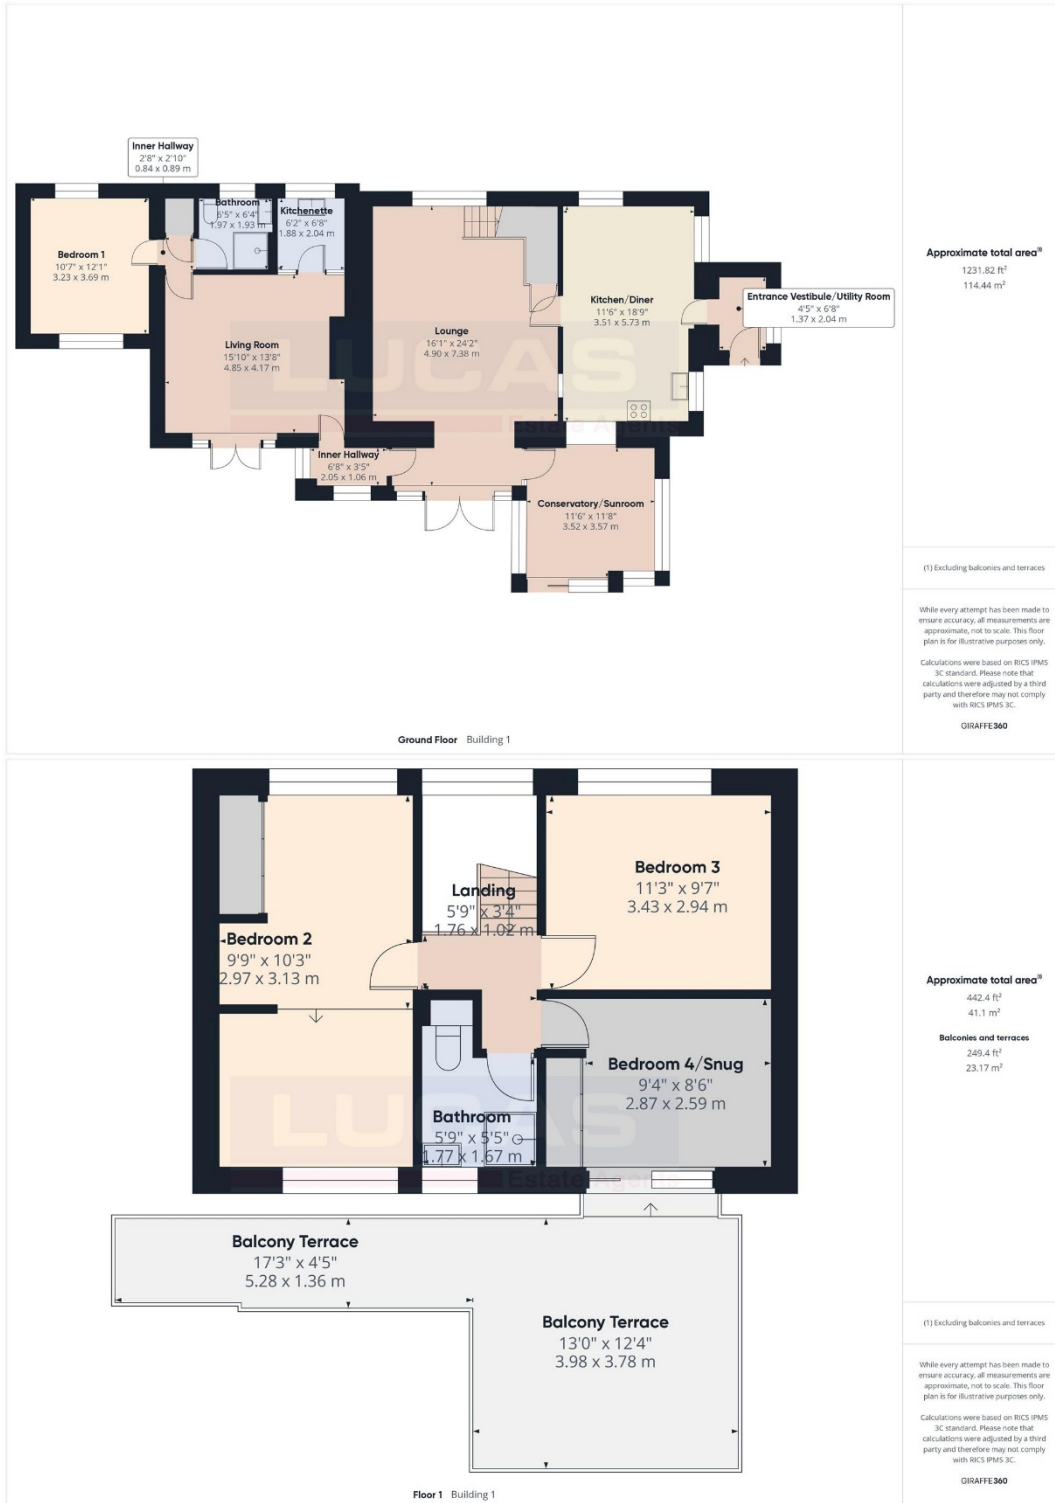 Inner Hallway
2'8" x 2'10"
0.84 x 0.89 m
Bathroom
6'5" x 6'4"
1.97 x 1.93 m
Kitchenette
6'2" x 6'8"
1.88 x 2.04 m
Bedroom 1
10'7" x 12'1"
3.23 x 3.69 m
Living Room
15'10" x 13'8"
4.85 x 4.17 m
Lounge
16'1" x 24'2"
4.90 x 7.38 m
Kitchen/Diner
11'6" x 18'9"
3.51 x 5.73 m
Entrance Vestibule/Utility Room
4'5" x 6'8"
1.37 x 2.04 m
LUCAS
Estate Agents
Inner Hallway
6'8" x 3'5"
2.05 x 1.06 m
Conservatory/Sunroom
11'6" x 11'8"
3.52 x 3.57 m
Ground Floor Building 1
Approximate total area⁽¹⁾
1231.82 ft²
114.44 m²
(1) Excluding balconies and terraces
While every attempt has been made to
ensure accuracy, all measurements are
approximate, not to scale. This floor
plan is for illustrative purposes only.
Calculations were based on RICS IPMS
3C standard. Please note that
calculations were adjusted by a third
party and therefore may not comply
with RICS IPMS 3C.
GIRAFFE360
Landing
5'9" x 3'4"
1.76 x 1.02 m
Bedroom 3
11'3" x 9'7"
3.43 x 2.94 m
Bedroom 2
9'9" x 10'3"
2.97 x 3.13 m
Bedroom 4/Snug
9'4" x 8'6"
2.87 x 2.59 m
Bathroom
5'9" x 5'5"
1.77 x 1.67 m
LUCAS
Estate Agents
Balcony Terrace
17'3" x 4'5"
5.28 x 1.36 m
Balcony Terrace
13'0" x 12'4"
3.98 x 3.78 m
Floor 1 Building 1
Approximate total area⁽¹⁾
442.4 ft²
41.1 m²
Balconies and terraces
249.4 ft²
23.17 m²
(1) Excluding balconies and terraces
While every attempt has been made to
ensure accuracy, all measurements are
approximate, not to scale. This floor
plan is for illustrative purposes only.
Calculations were based on RICS IPMS
3C standard. Please note that
calculations were adjusted by a third
party and therefore may not comply
with RICS IPMS 3C.
GIRAFFE360